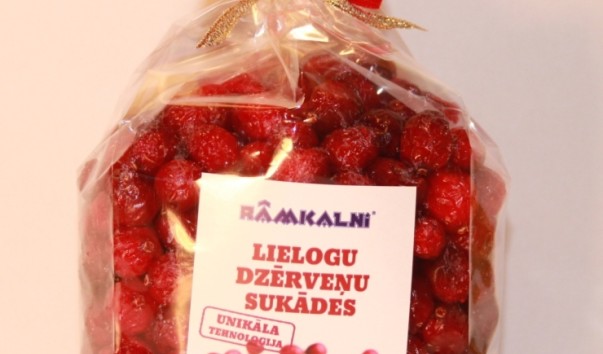 RĀMKALNI®
LIELOGU
DZĒRVEŅU
SUKĀDES
UNIKĀLA
TEHNOLOĢIJA